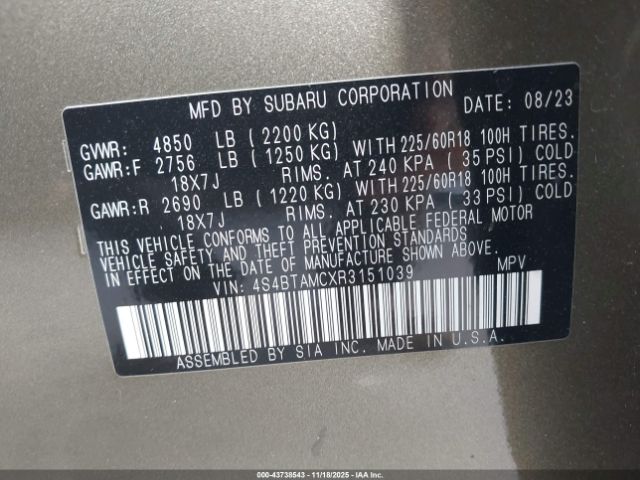 MFD BY SUBARU CORPORATION DATE: 08/23
GVWR: 4850 LB (2200 KG)
GAWR:F 2756 LB (1250 KG) WITH 225/60R18 100H TIRES.
18X7J RIMS. AT 240 KPA (35 PSI) COLD
GAWR:R 2690 LB (1220 KG) WITH 225/60R18 100H TIRES.
18X7J RIMS. AT 230 KPA (33 PSI) COLD
THIS VEHICLE CONFORMS TO ALL APPLICABLE FEDERAL MOTOR
VEHICLE SAFETY AND THEFT PREVENTION STANDARDS
IN EFFECT ON THE DATE OF MANUFACTURE SHOWN ABOVE.
VIN: 4S4BTAMCXR3151039 MPV
ASSEMBLED BY SIA INC. MADE IN U.S.A.
000-43738543 - 11/18/2025 - IAAI.COM